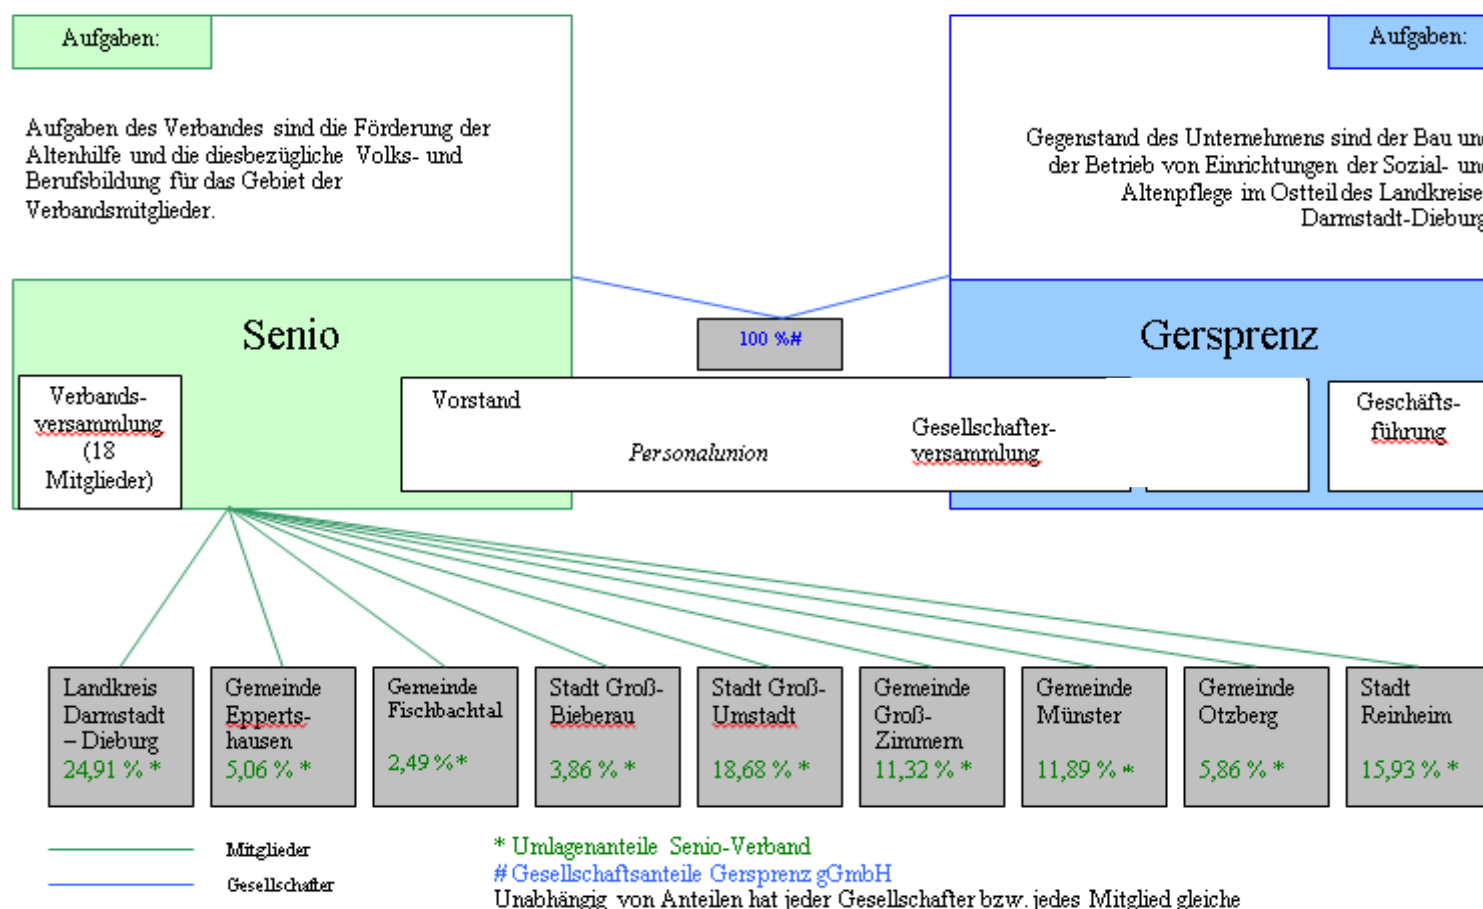 Aufgaben:
Aufgaben des Verbandes sind die Förderung der
Altenhilfe und die diesbezügliche Volks- und
Berufsbildung für das Gebiet der
Verbandsmitglieder.
Aufgaben:
Gegenstand des Unternehmens sind der Bau un
der Betrieb von Einrichtungen der Sozial- un
Altenpflege im Ostteil des Landkreise
Darmstadt-Dieburg
Senio
100 %#
Gersprenz
Verbands-
versammlung
(18
Mitglieder)
Vorstand
Personalunion
Gesellschafter-
versammlung
Geschäfts-
führung
Landkreis
Darmstadt
– Dieburg
24,91 % *
Gemeinde
Epperts-
hausen
5,06 % *
Gemeinde
Fischbachtal
2,49 % *
Stadt Groß-
Bieberau
3,86 % *
Stadt Groß-
Umstadt
18,68 % *
Gemeinde
Groß-
Zimmern
11,32 % *
Gemeinde
Münster
11,89 % *
Gemeinde
Otzberg
5,86 % *
Stadt
Reinheim
15,93 % *
Mitglieder
Gesellschafter
* Umlagenanteile Senio-Verband
# Gesellschaftsanteile Gersprenz gGmbH
Unabhängig von Anteilen hat jeder Gesellschafter bzw. jedes Mitglied gleiche